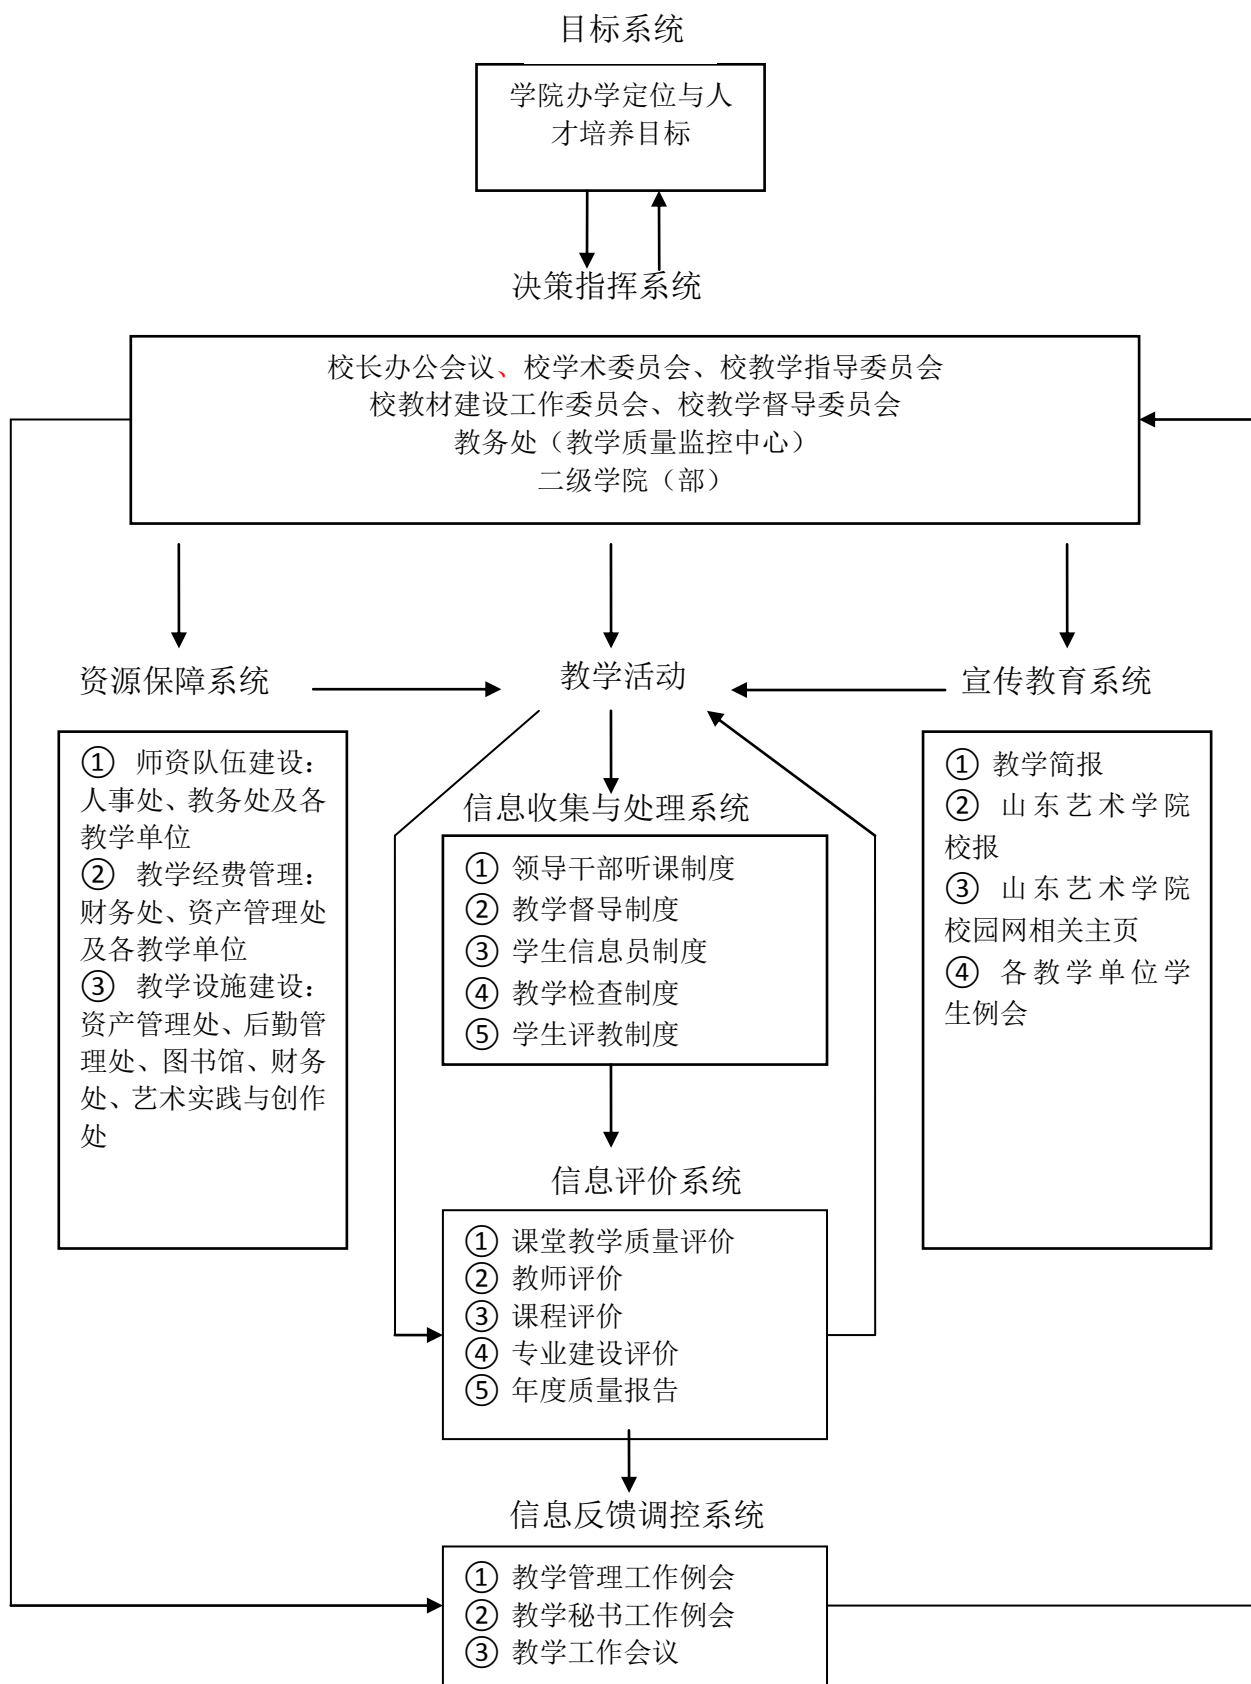 目标系统
学院办学定位与人
才培养目标
决策指挥系统
校长办公会议、校学术委员会、校教学指导委员会
校教材建设工作委员会、校教学督导委员会
教务处（教学质量监控中心）
二级学院（部）
资源保障系统
教学活动
宣传教育系统
① 师资队伍建设：
人事处、教务处及各
教学单位
② 教学经费管理：
财务处、资产管理处
及各教学单位
③ 教学设施建设：
资产管理处、后勤管
理处、图书馆、财务
处、艺术实践与创作
处
信息收集与处理系统
① 领导干部听课制度
② 教学督导制度
③ 学生信息员制度
④ 教学检查制度
⑤ 学生评教制度
① 教学简报
② 山东艺术学院
校报
③ 山东艺术学院
校园网相关主页
④ 各教学单位学
生例会
信息评价系统
① 课堂教学质量评价
② 教师评价
③ 课程评价
④ 专业建设评价
⑤ 年度质量报告
信息反馈调控系统
① 教学管理工作例会
② 教学秘书工作例会
③ 教学工作会议